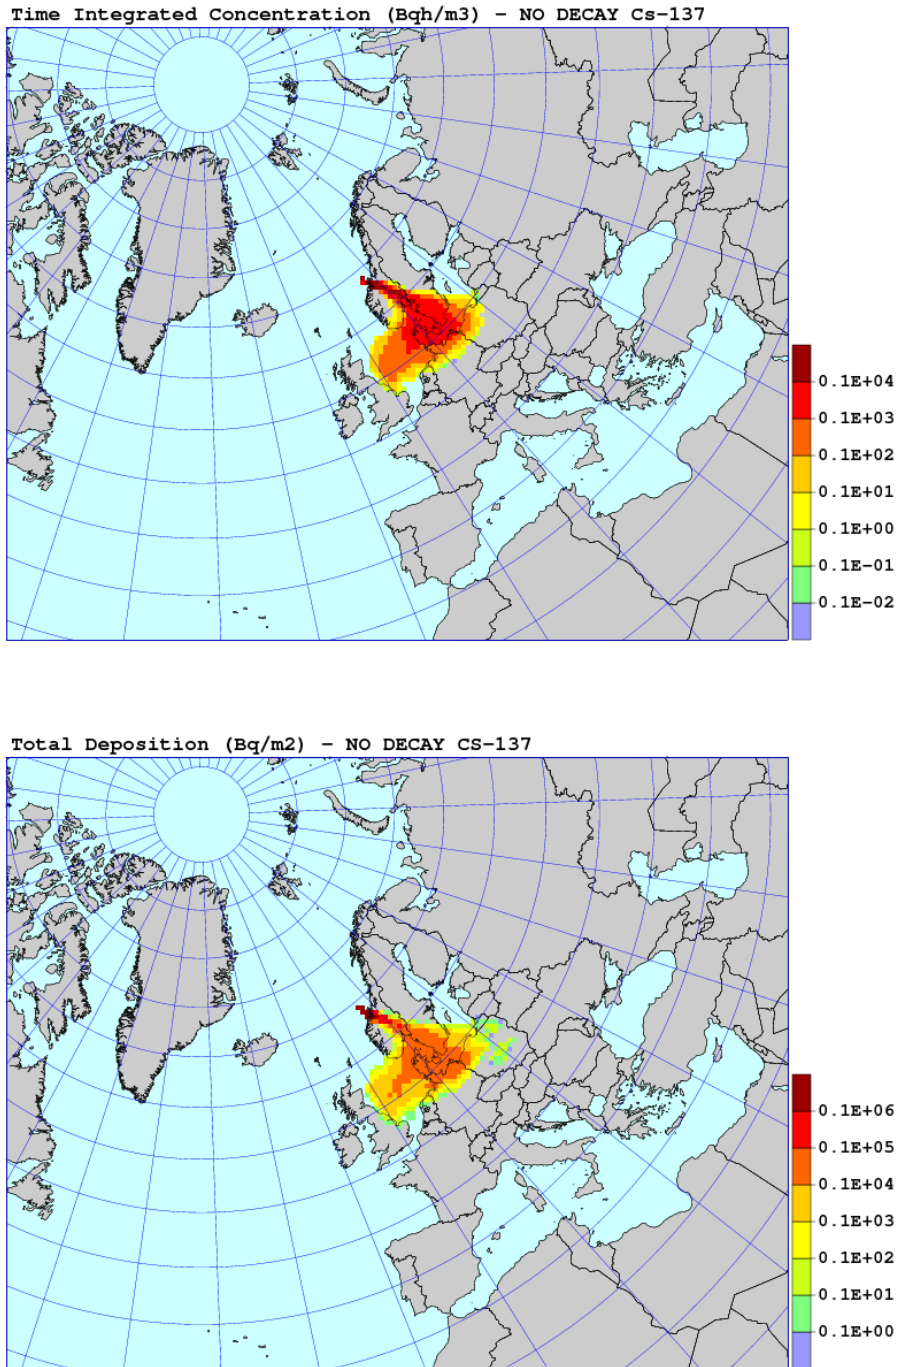 Time Integrated Concentration (Bqh/m3) - NO DECAY Cs-137
0.1E+04
0.1E+03
0.1E+02
0.1E+01
0.1E+00
0.1E-01
0.1E-02
Total Deposition (Bq/m2) - NO DECAY CS-137
0.1E+06
0.1E+05
0.1E+04
0.1E+03
0.1E+02
0.1E+01
0.1E+00